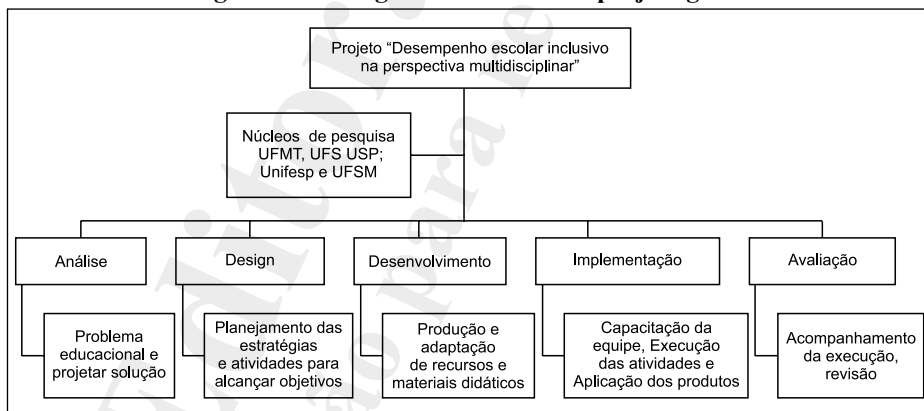 Projeto “Desempenho escolar inclusivo
na perspectiva multidisciplinar”
Núcleos de pesquisa
UFMT, UFS USP;
Unifesp e UFSM
Análise
Design
Desenvolvimento
Implementação
Avaliação
Problema
educacional e
projetar solução
Planejamento das
estratégias
e atividades para
alcançar objetivos
Produção e
adaptação
de recursos e
materiais didáticos
Capacitação da
equipe, Execução
das atividades e
Aplicação dos produtos
Acompanhamento
da execução,
revisão